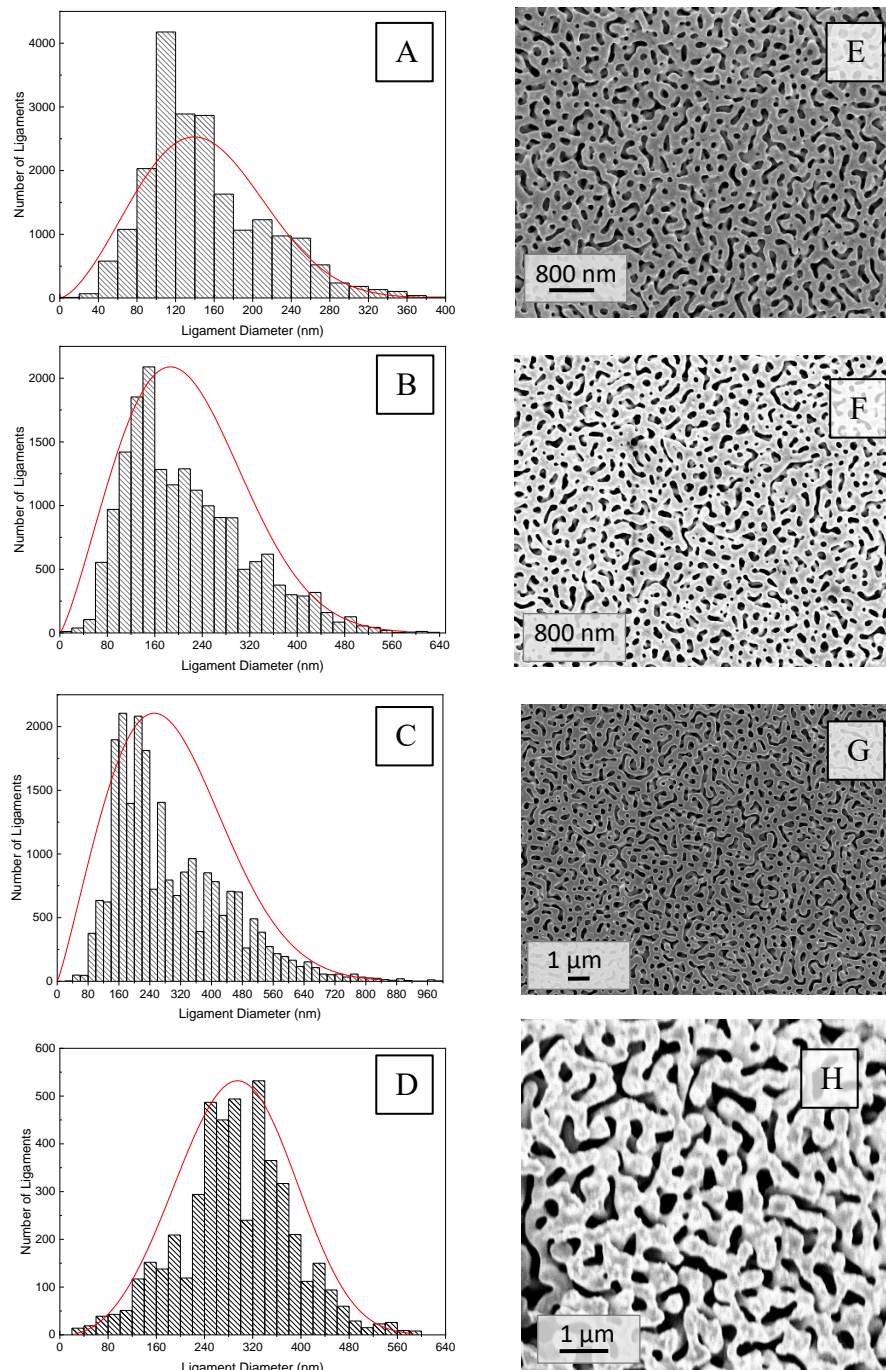 A
4000
3000
2000
1000
0
0 40 80 120 160 200 240 280 320 360 400
Number of Ligaments
Ligament Diameter (nm)
E
800 nm
B
2000
1500
1000
500
0
0 80 160 240 320 400 480 560 640
Number of Ligaments
Ligament Diameter (nm)
F
800 nm
C
2000
1500
1000
500
0
0 80 160 240 320 400 480 560 640 720 800 880 960
Number of Ligaments
Ligament Diameter (nm)
G
1 µm
D
600
500
400
300
200
100
0
0 80 160 240 320 400 480 560 640
Number of Ligaments
Ligament Diameter (nm)
H
1 µm